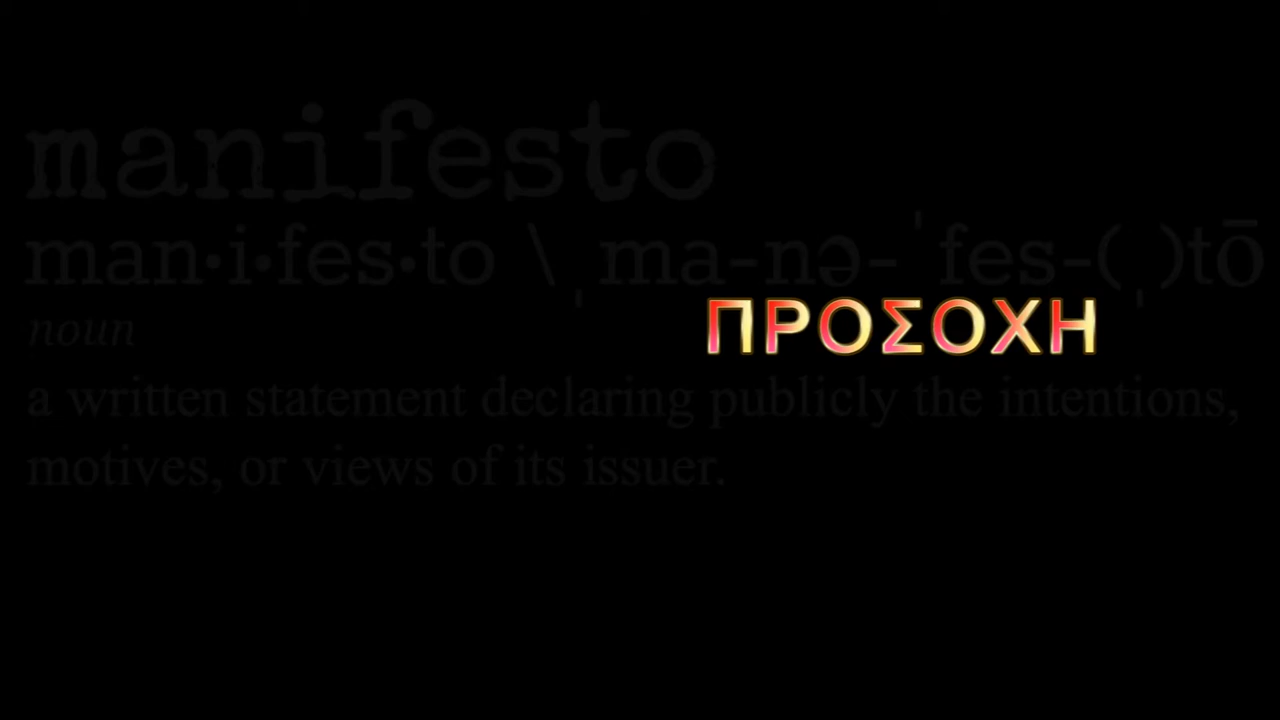 manifesto
man·i·fes·to \ ˌma-nə-ˈfes-(ˌ)tō
noun
ΠΡΟΣΟΧΗ
a written statement declaring publicly the intentions,
motives, or views of its issuer.